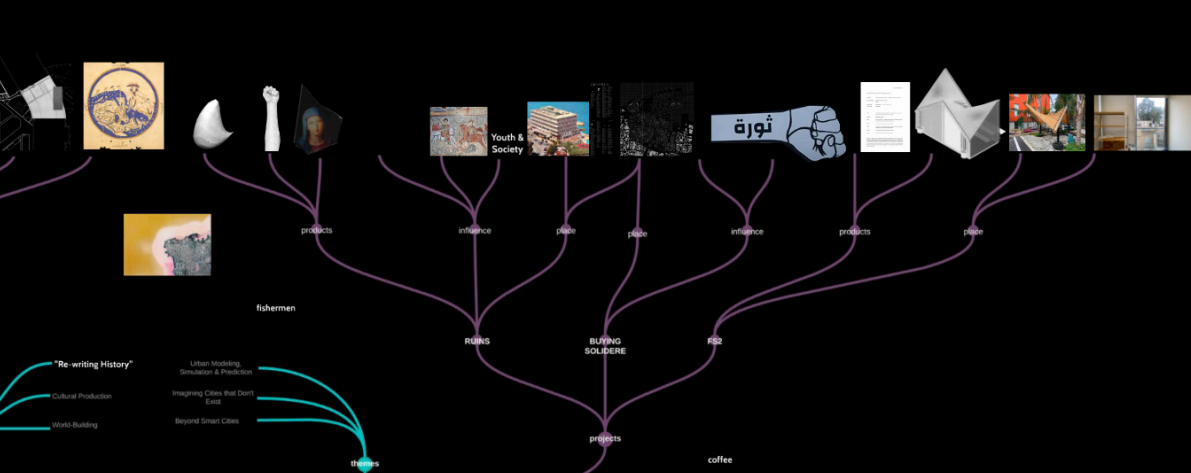 Youth &
Society
ثورة
products
influence
place
place
influence
products
place
fishermen
RUINS
BUYING
SOLIDERE
FS2
"Re-writing History"
Cultural Production
World-Building
Urban Modeling,
Simulation & Prediction
Imagining Cities that Don't
Exist
Beyond Smart Cities
projects
themes
coffee